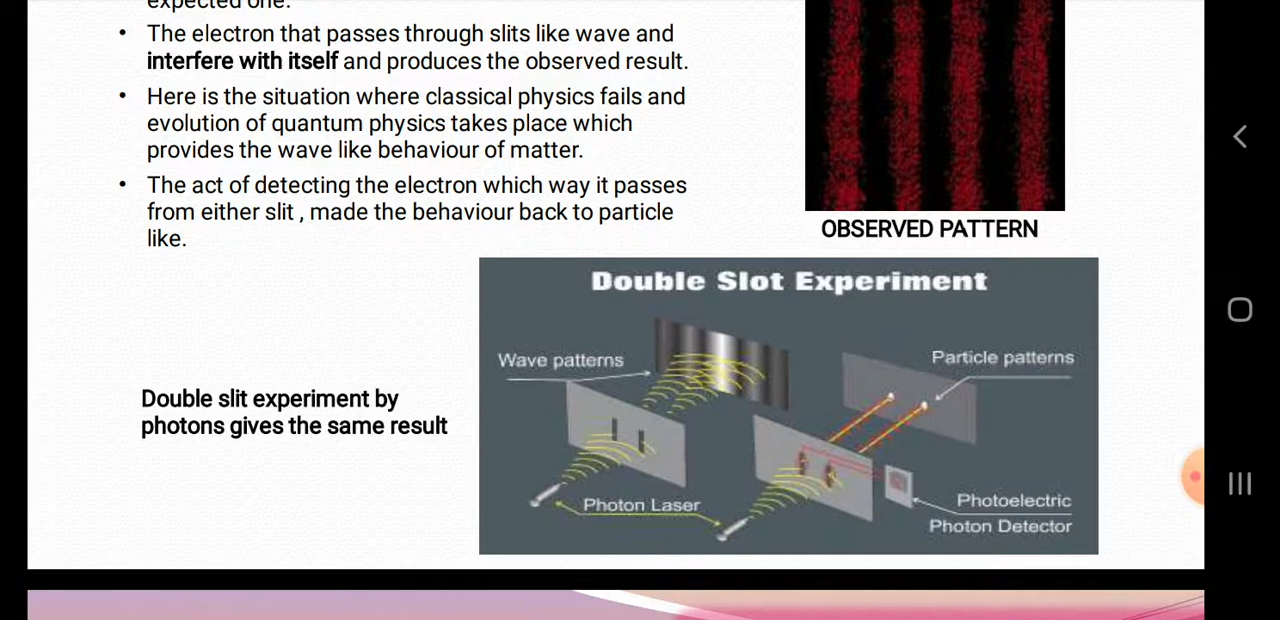 expected one.
• The electron that passes through slits like wave and
interfere with itself and produces the observed result.
• Here is the situation where classical physics fails and
evolution of quantum physics takes place which
provides the wave like behaviour of matter.
• The act of detecting the electron which way it passes
from either slit , made the behaviour back to particle
like.
OBSERVED PATTERN
Double slit experiment by
photons gives the same result
Double Slot Experiment
Wave patterns
Particle patterns
Photon Laser
Photoelectric
Photon Detector